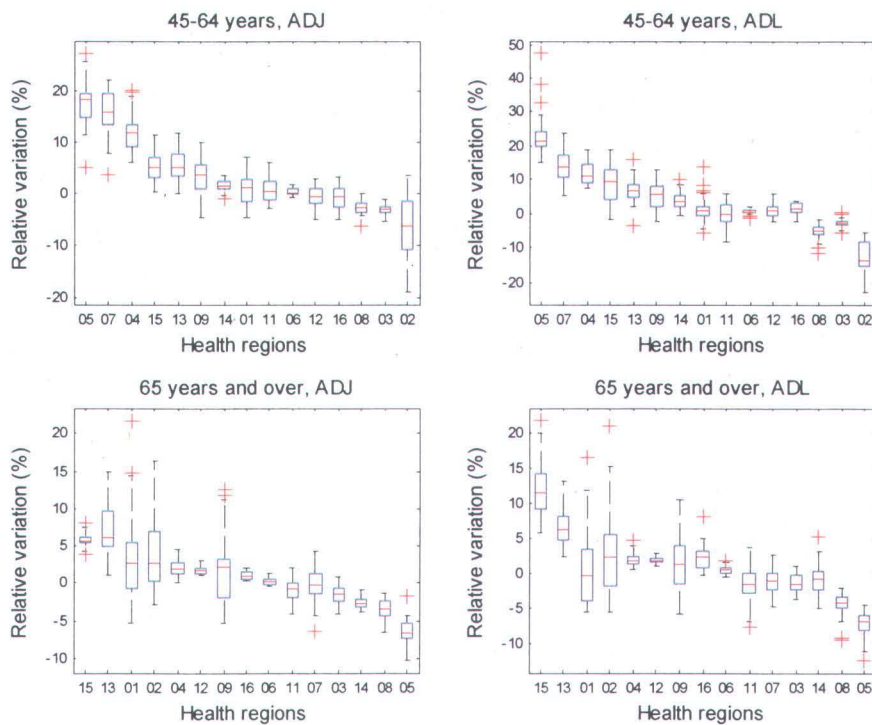 45-64 years, ADJ
45-64 years, ADL
Relative variation (%)
20
10
0
-10
-20
05 07 04 15 13 09 14 01 11 06 12 16 08 03 02
Health regions
Relative variation (%)
50
40
30
20
10
0
-10
-20
05 07 04 15 13 09 14 01 11 06 12 16 08 03 02
Health regions
65 years and over, ADJ
65 years and over, ADL
Relative variation (%)
20
15
10
5
0
-5
-10
15 13 01 02 04 12 09 16 06 11 07 03 14 08 05
Health regions
Relative variation (%)
20
15
10
5
0
-5
-10
15 13 01 02 04 12 09 16 06 11 07 03 14 08 05
Health regions